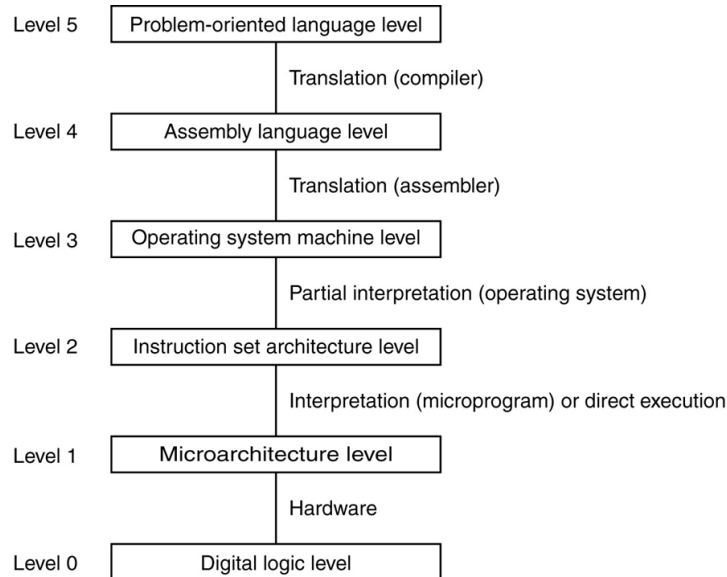 Level 5 Problem-oriented language level
Translation (compiler)
Level 4 Assembly language level
Translation (assembler)
Level 3 Operating system machine level
Partial interpretation (operating system)
Level 2 Instruction set architecture level
Interpretation (microprogram) or direct execution
Level 1 Microarchitecture level
Hardware
Level 0 Digital logic level